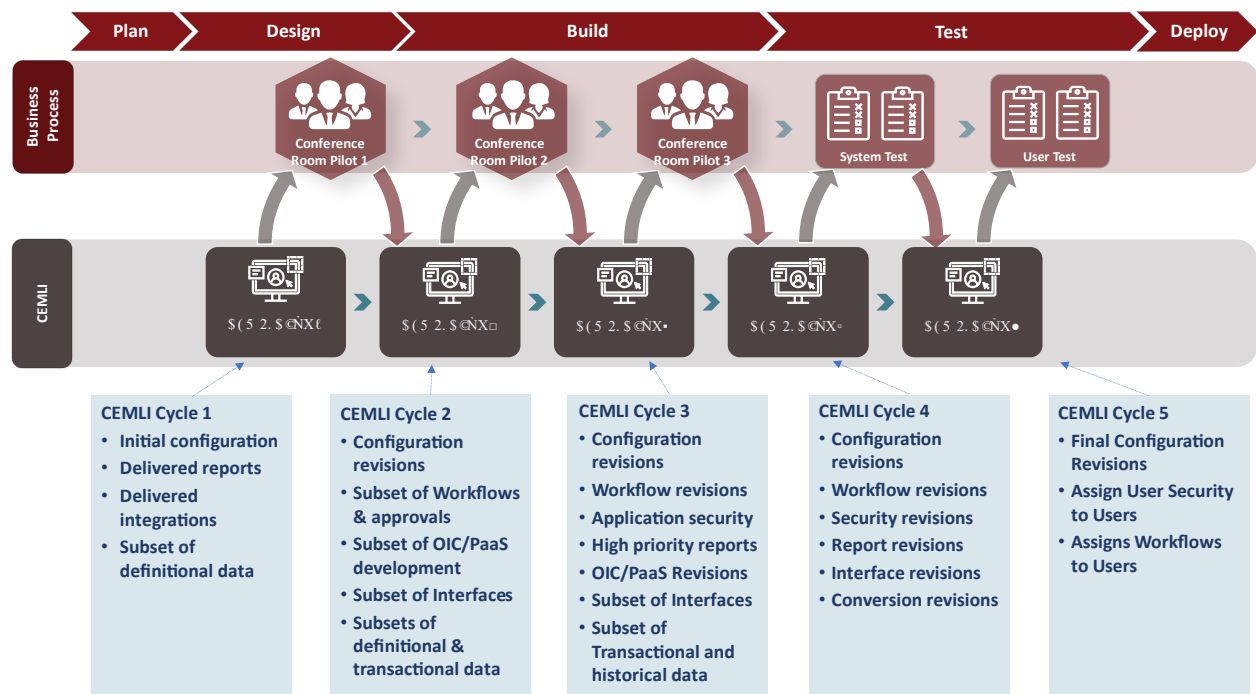 Plan
Design
Build
Test
Deploy
Business
Process
Conference
Room Pilot 1
Conference
Room Pilot 2
Conference
Room Pilot 3
System Test
User Test
CEMLI
CEMLI Cycle 1
• Initial configuration
• Delivered reports
• Delivered
integrations
• Subset of
definitional data
CEMLI Cycle 2
• Configuration
revisions
• Subset of Workflows
& approvals
• Subset of OIC/PaaS
development
• Subset of Interfaces
• Subsets of
definitional &
transactional data
CEMLI Cycle 3
• Configuration
revisions
• Workflow revisions
• Application security
• High priority reports
• OIC/PaaS Revisions
• Subset of Interfaces
• Subset of
Transactional and
historical data
CEMLI Cycle 4
• Configuration
revisions
• Workflow revisions
• Security revisions
• Report revisions
• Interface revisions
• Conversion revisions
CEMLI Cycle 5
• Final Configuration
Revisions
• Assign User Security
to Users
• Assigns Workflows
to Users